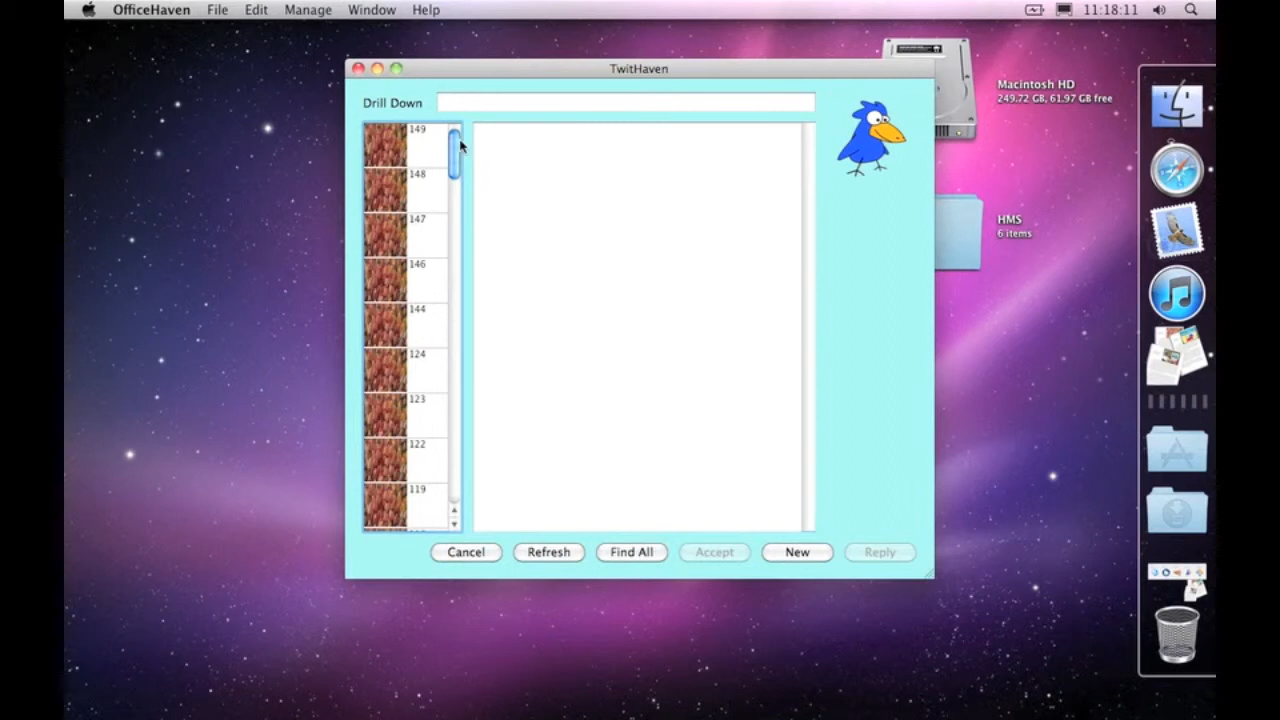 OfficeHaven File Edit Manage Window Help 11:18:11
TwitHaven
Drill Down
149
148
147
146
144
124
123
122
119
Cancel Refresh Find All Accept New Reply
Macintosh HD
249.72 GB, 61.97 GB free
HMS
6 items